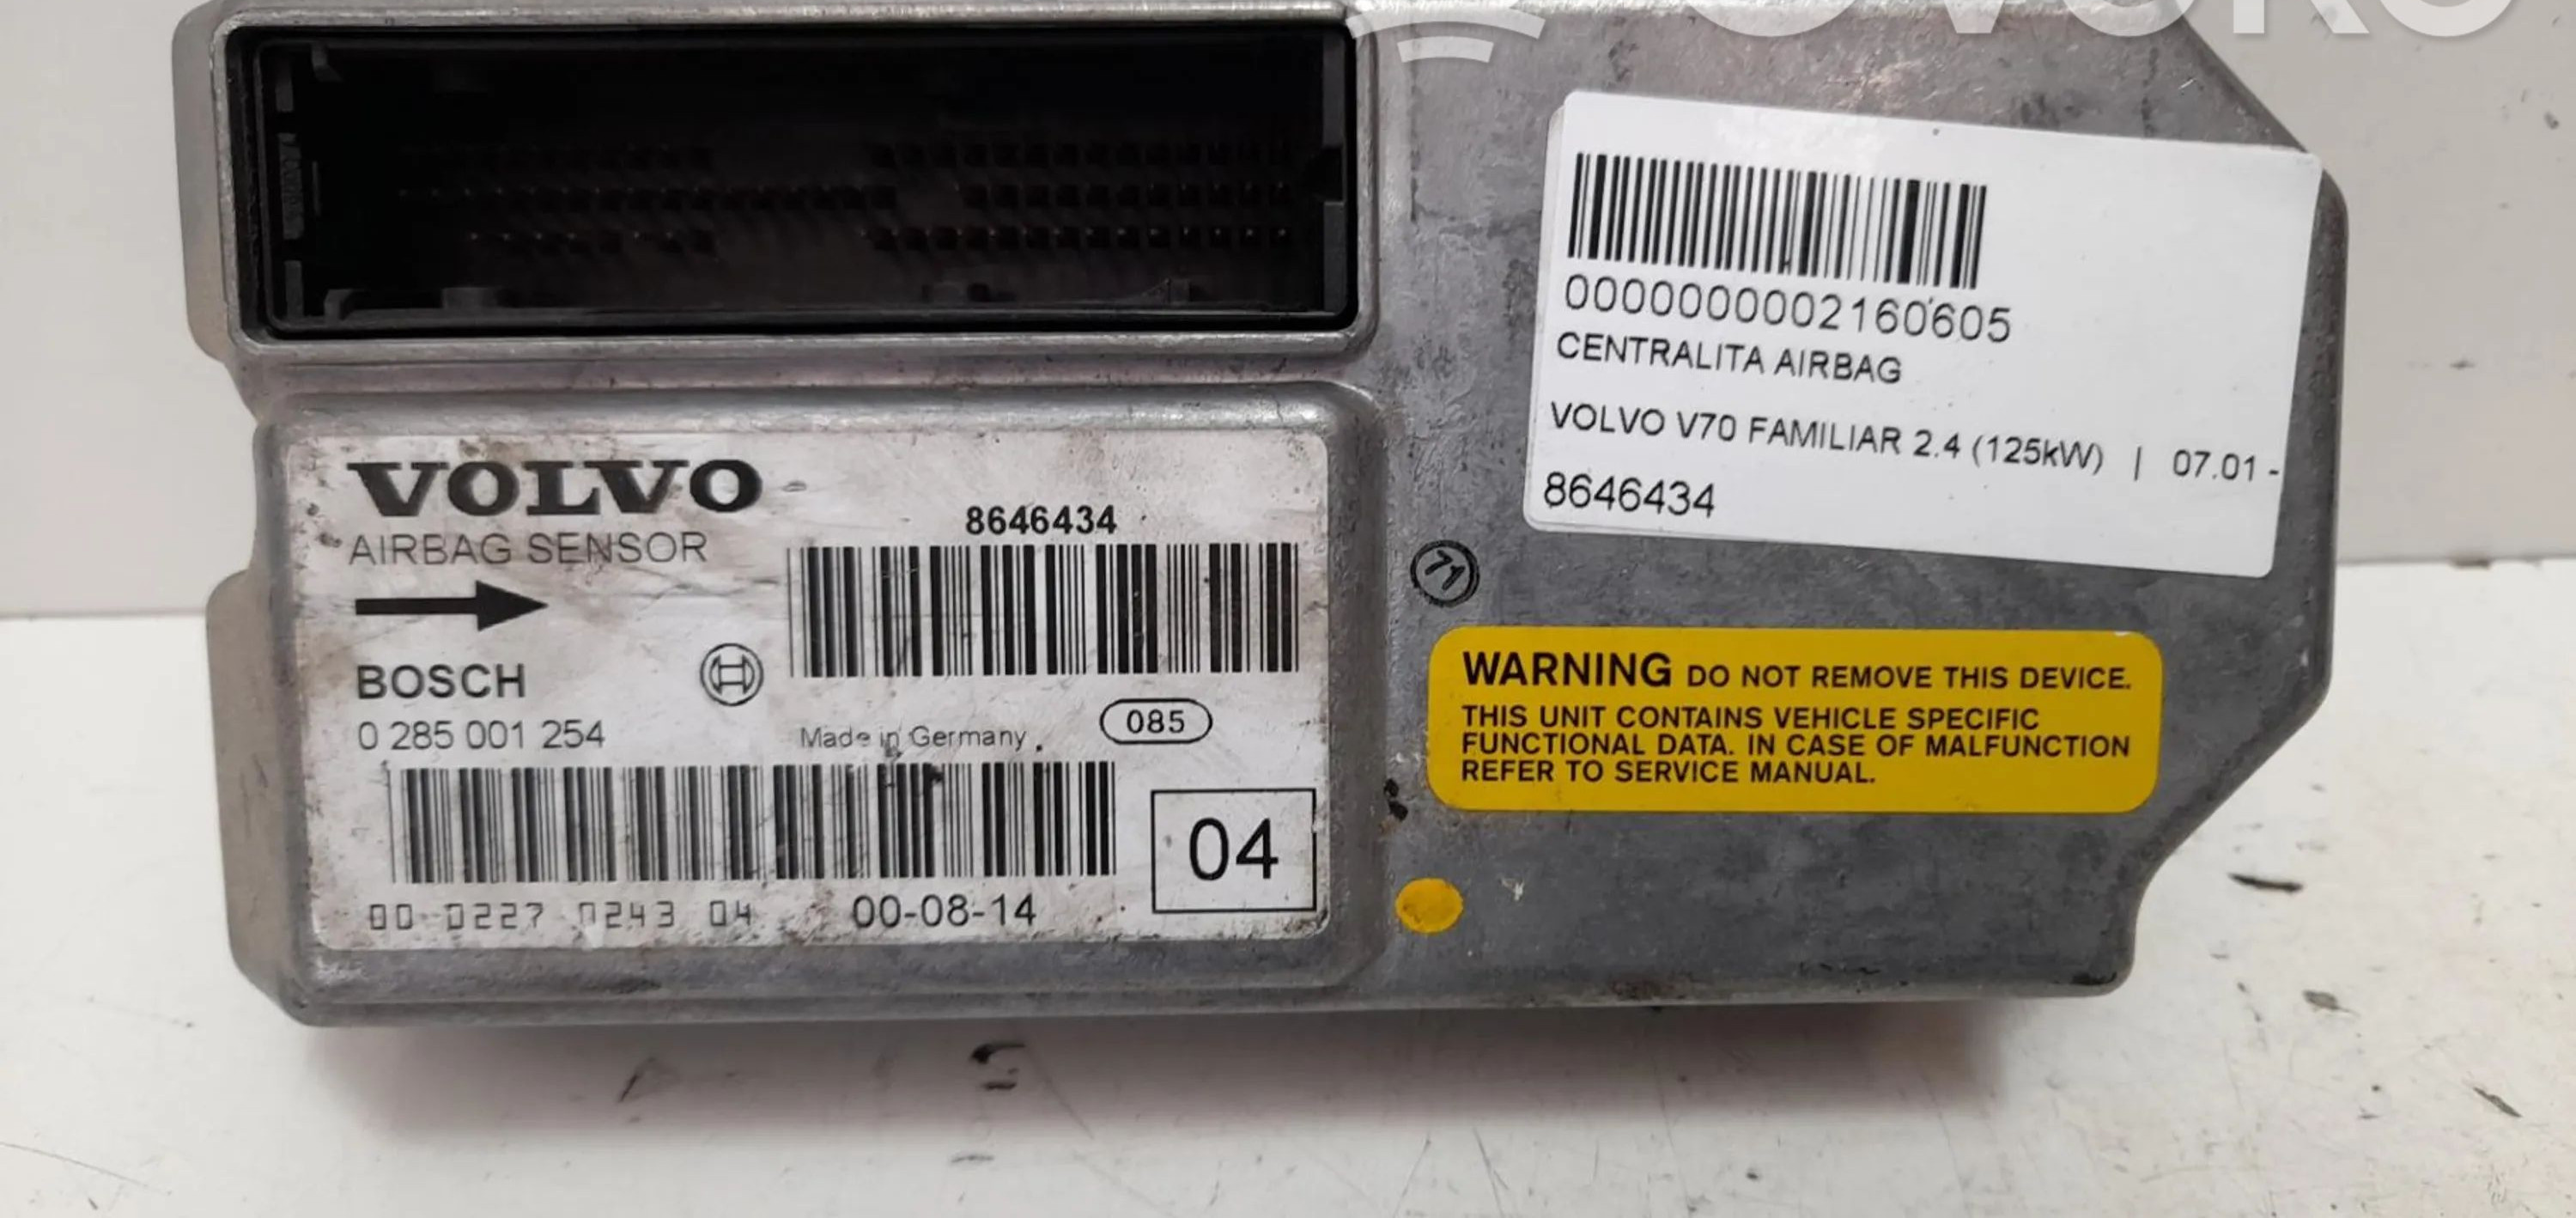 0000000002160605
CENTRALITA AIRBAG
VOLVO V70 FAMILIAR 2.4 (125kW) | 07.01 -
8646434
VOLVO
AIRBAG SENSOR
8646434
BOSCH
0 285 001 254
Made in Germany
085
04
00 0227 0243 04
00-08-14
71
WARNING DO NOT REMOVE THIS DEVICE.
THIS UNIT CONTAINS VEHICLE SPECIFIC
FUNCTIONAL DATA. IN CASE OF MALFUNCTION
REFER TO SERVICE MANUAL.